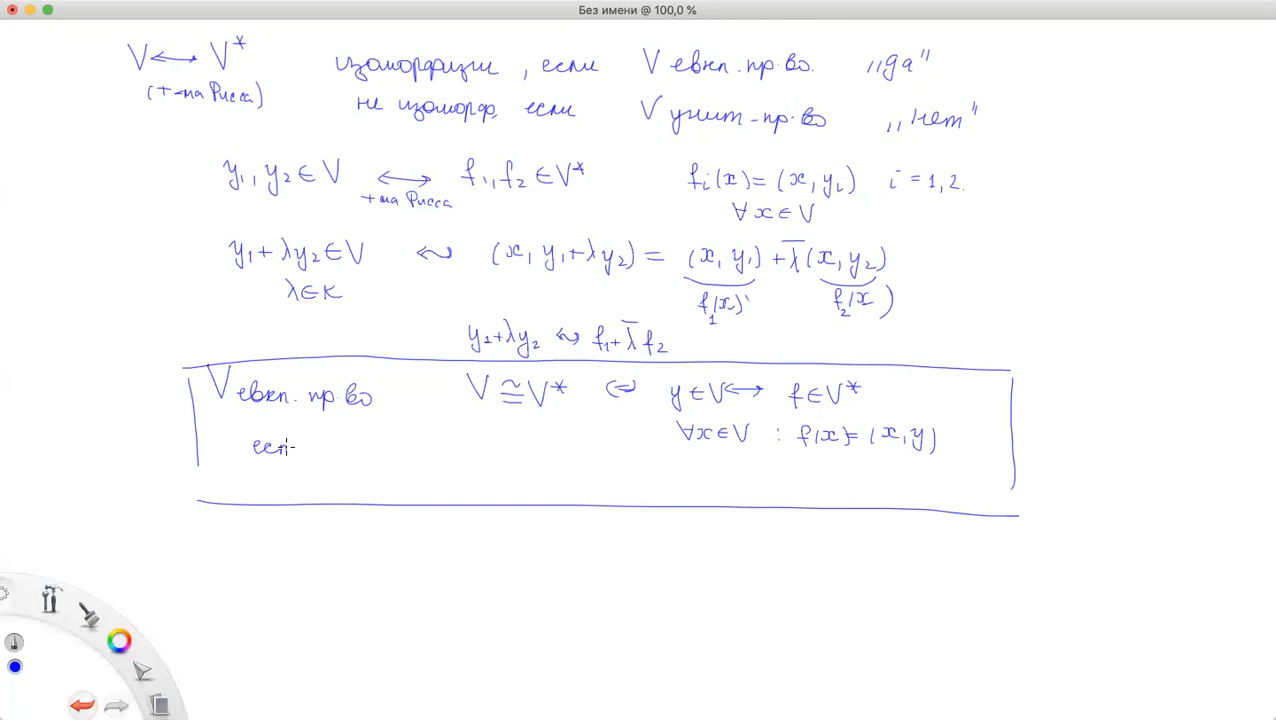 Без имени @ 100,0 %
V ⟷ V* изоморфизм, если V евкл. пр-во. „да"
(т-ма Рисса) не изоморф, если V унит-пр-во „нет"
y₁, y₂ ∈ V ⟷ f₁, f₂ ∈ V* fᵢ(x) = (x, yᵢ) i = 1, 2.
т-ма Рисса ∀ x ∈ V
y₁ + λy₂ ∈ V ↭ (x, y₁ + λy₂) = (x, y₁) + λ̅(x, y₂)
λ ∈ K f₁(x) f₂(x)
y₁ + λy₂ ↭ f₁ + λ̅ f₂
V евкл. пр-во V ≅ V* ⇔ y ∈ V ⟷ f ∈ V*
ест ∀x ∈ V : f(x) = (x, y)